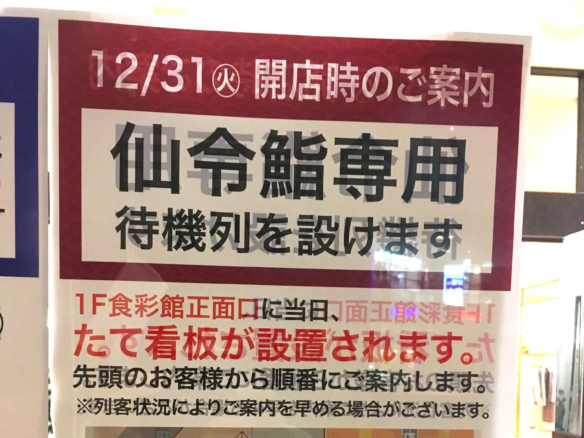 12/31㊋ 開店時のご案内
仙令鮨専用
待機列を設けます
1F食彩館正面口に当日、
たて看板が設置されます。
先頭のお客様から順番にご案内します。
※列客状況によりご案内を早める場合がございます。